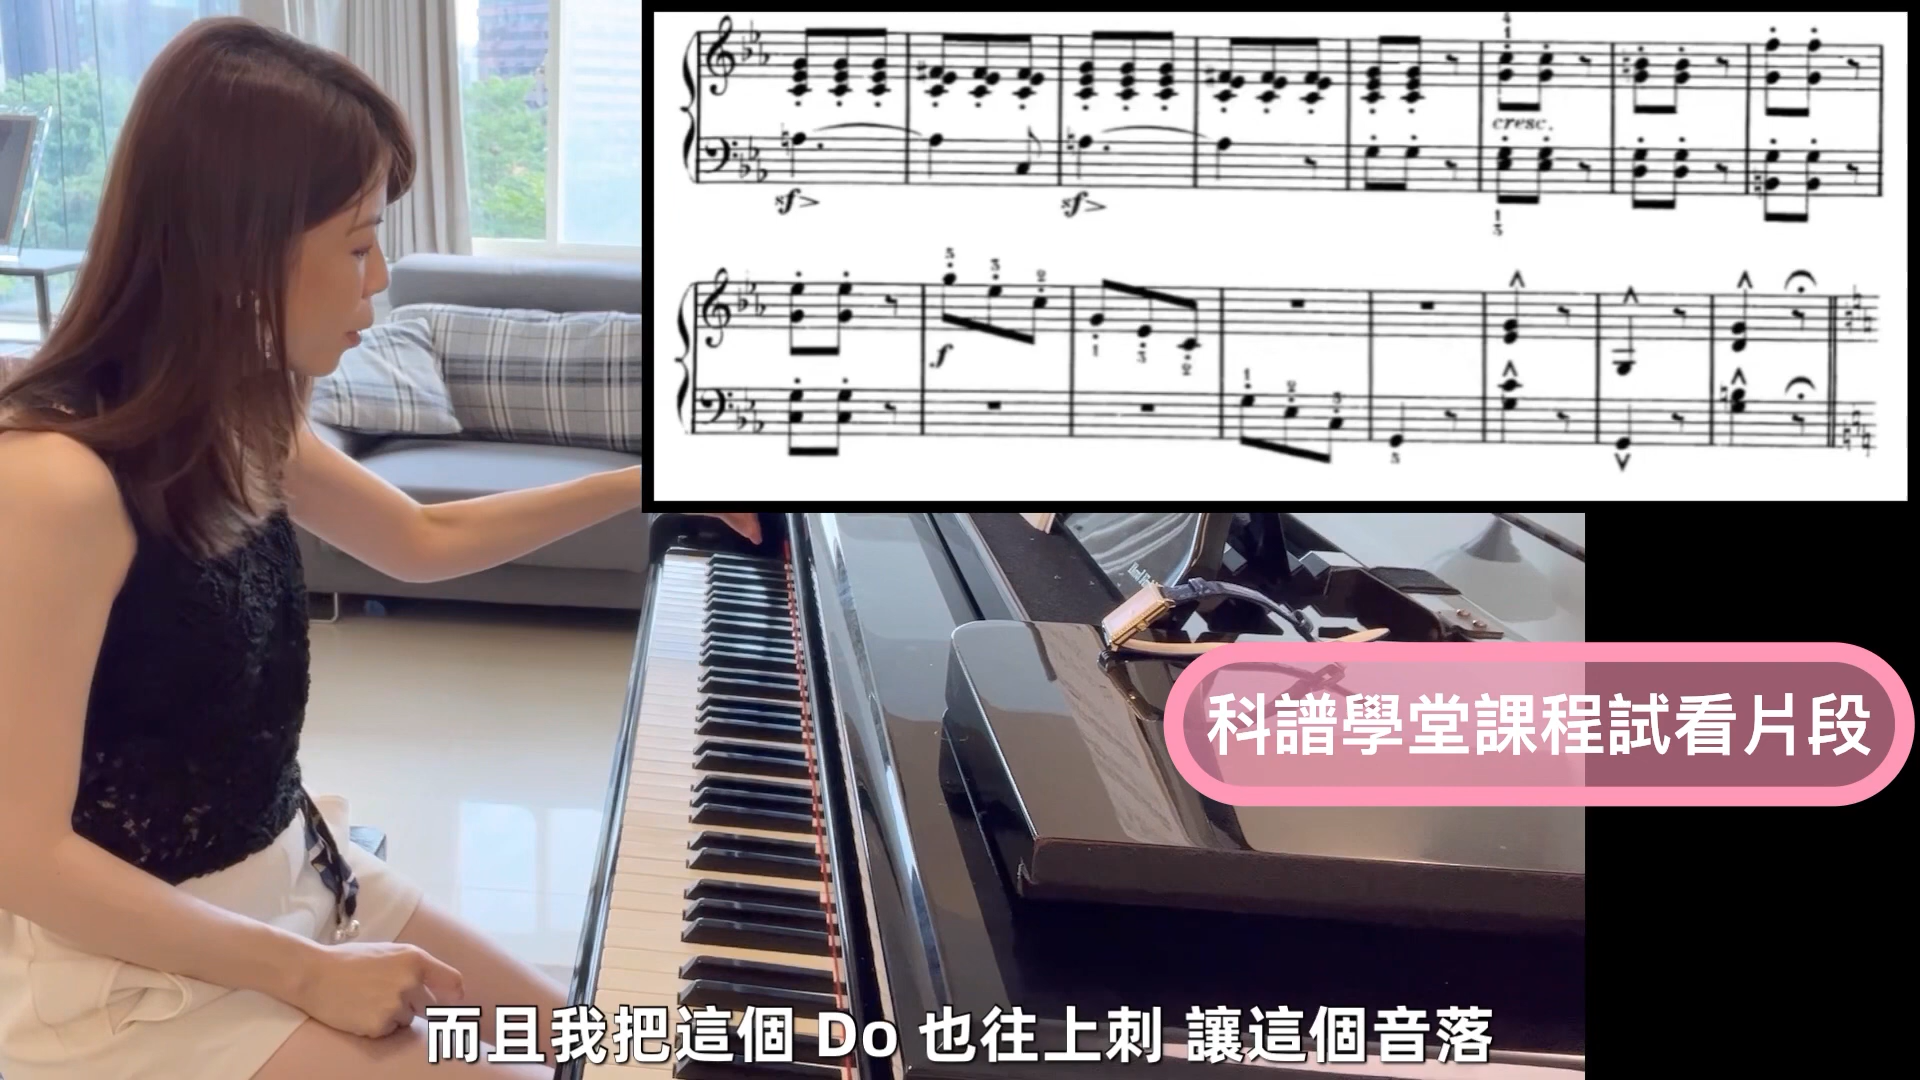 cresc.
sf>
sf>
f
科譜學堂課程試看片段
而且我把這個 Do 也往上刺 讓這個音落